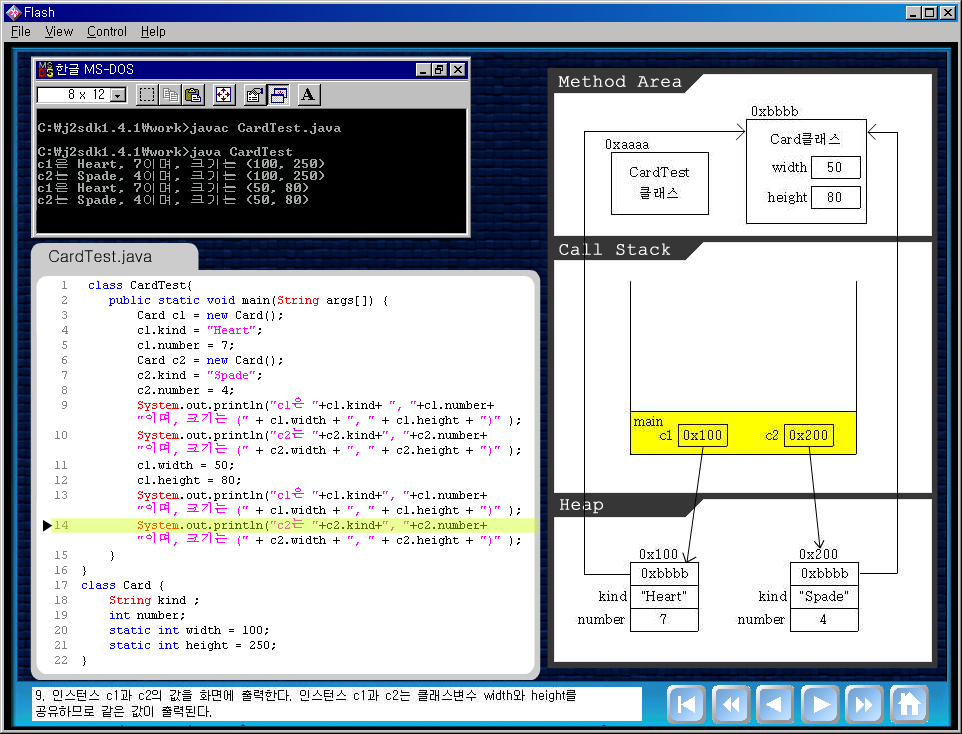 Flash
File View Control Help
한글 MS-DOS
8 x 12
A
C:\j2sdk1.4.1\work>javac CardTest.java
C:\j2sdk1.4.1\work>java CardTest
c1은 Heart, 7이며, 크기는 (100, 250)
c2는 Spade, 4이며, 크기는 (100, 250)
c1은 Heart, 7이며, 크기는 (50, 80)
c2는 Spade, 4이며, 크기는 (50, 80)
CardTest.java
1 class CardTest{
2 public static void main(String args[]) {
3 Card c1 = new Card();
4 c1.kind = "Heart";
5 c1.number = 7;
6 Card c2 = new Card();
7 c2.kind = "Spade";
8 c2.number = 4;
9 System.out.println("c1은 "+c1.kind+ ", "+c1.number+
"이며, 크기는 (" + c1.width + ", " + c1.height + ")" );
10 System.out.println("c2는 "+c2.kind+", "+c2.number+
"이며, 크기는 (" + c2.width + ", " + c2.height + ")" );
11 c1.width = 50;
12 c1.height = 80;
13 System.out.println("c1은 "+c1.kind+", "+c1.number+
"이며, 크기는 (" + c1.width + ", " + c1.height + ")" );
14 System.out.println("c2는 "+c2.kind+", "+c2.number+
"이며, 크기는 (" + c2.width + ", " + c2.height + ")" );
15 }
16 }
17 class Card {
18 String kind ;
19 int number;
20 static int width = 100;
21 static int height = 250;
22 }
Method Area
0xbbbb
Card클래스
width 50
height 80
0xaaaa
CardTest
클래스
Call Stack
main
c1 0x100 c2 0x200
Heap
0x100 0x200
0xbbbb 0xbbbb
kind "Heart" kind "Spade"
number 7 number 4
9. 인스턴스 c1과 c2의 값을 화면에 출력한다. 인스턴스 c1과 c2는 클래스변수 width와 height를
공유하므로 같은 값이 출력된다.